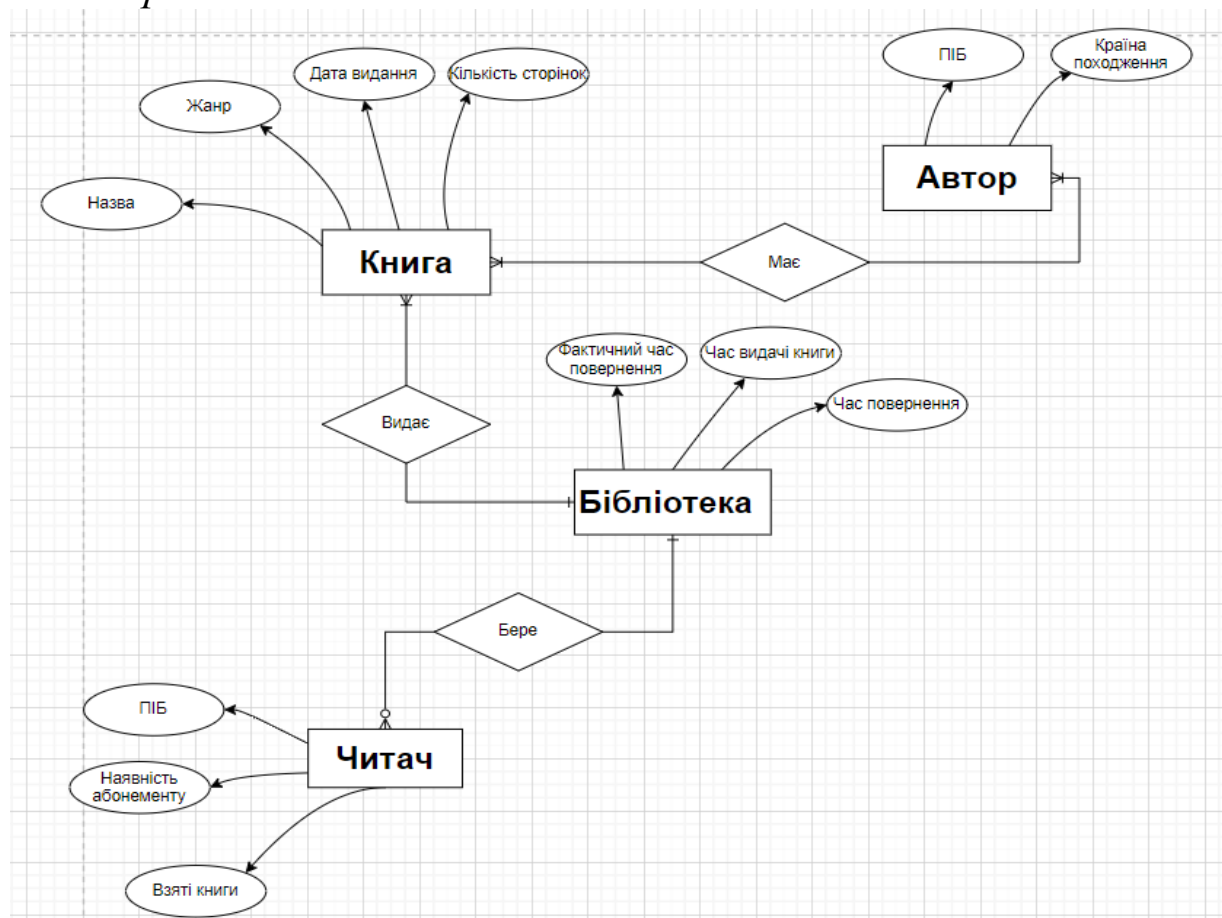 Дата видання
Кількість сторінок
Жанр
Назва
Книга
ПІБ
Країна
походження
Автор
Має
Фактичний час
повернення
Час видачі книги
Час повернення
Видає
Бібліотека
Бере
ПІБ
Наявність
абонементу
Взяті книги
Читач